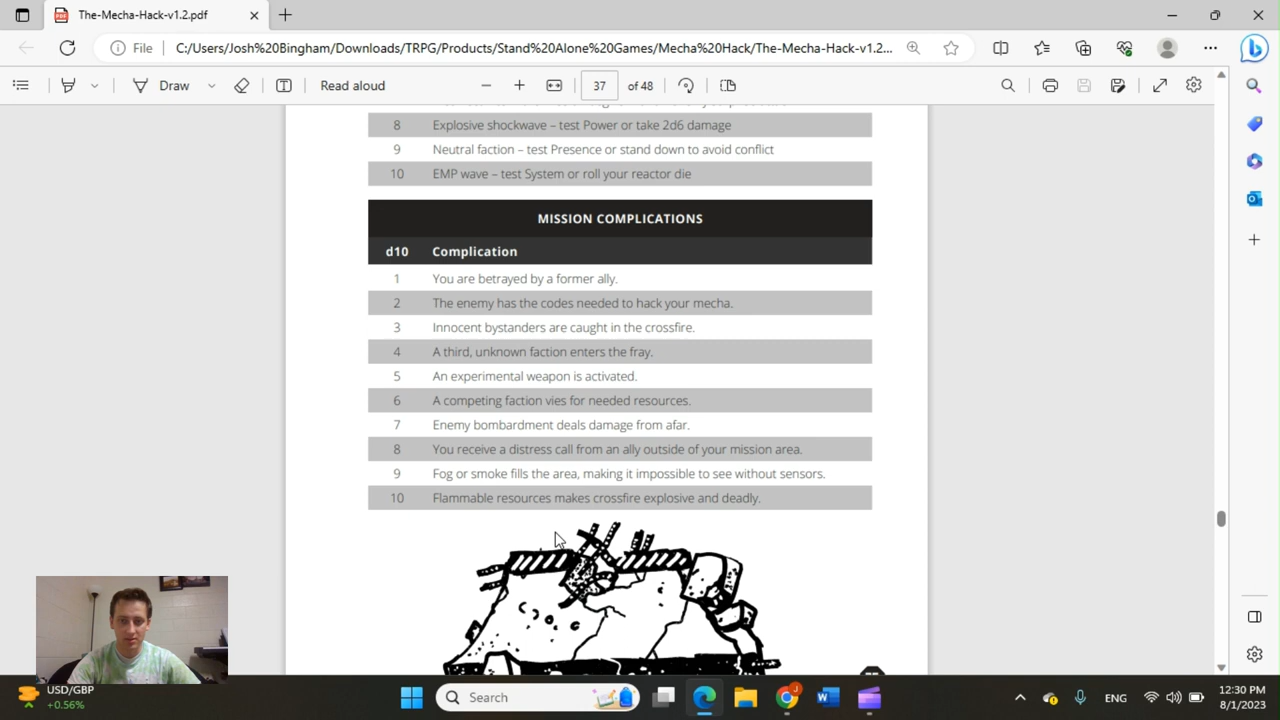 The-Mecha-Hack-v1.2.pdf
File C:/Users/Josh%20Bingham/Downloads/TRPG/Products/Stand%20Alone%20Games/Mecha%20Hack/The-Mecha-Hack-v1.2...
Draw Read aloud 37 of 48
8 Explosive shockwave – test Power or take 2d6 damage
9 Neutral faction – test Presence or stand down to avoid conflict
10 EMP wave – test System or roll your reactor die
MISSION COMPLICATIONS
d10 Complication
1 You are betrayed by a former ally.
2 The enemy has the codes needed to hack your mecha.
3 Innocent bystanders are caught in the crossfire.
4 A third, unknown faction enters the fray.
5 An experimental weapon is activated.
6 A competing faction vies for needed resources.
7 Enemy bombardment deals damage from afar.
8 You receive a distress call from an ally outside of your mission area.
9 Fog or smoke fills the area, making it impossible to see without sensors.
10 Flammable resources makes crossfire explosive and deadly.
USD/GBP
+0.56%
Search
ENG
12:30 PM
8/1/2023